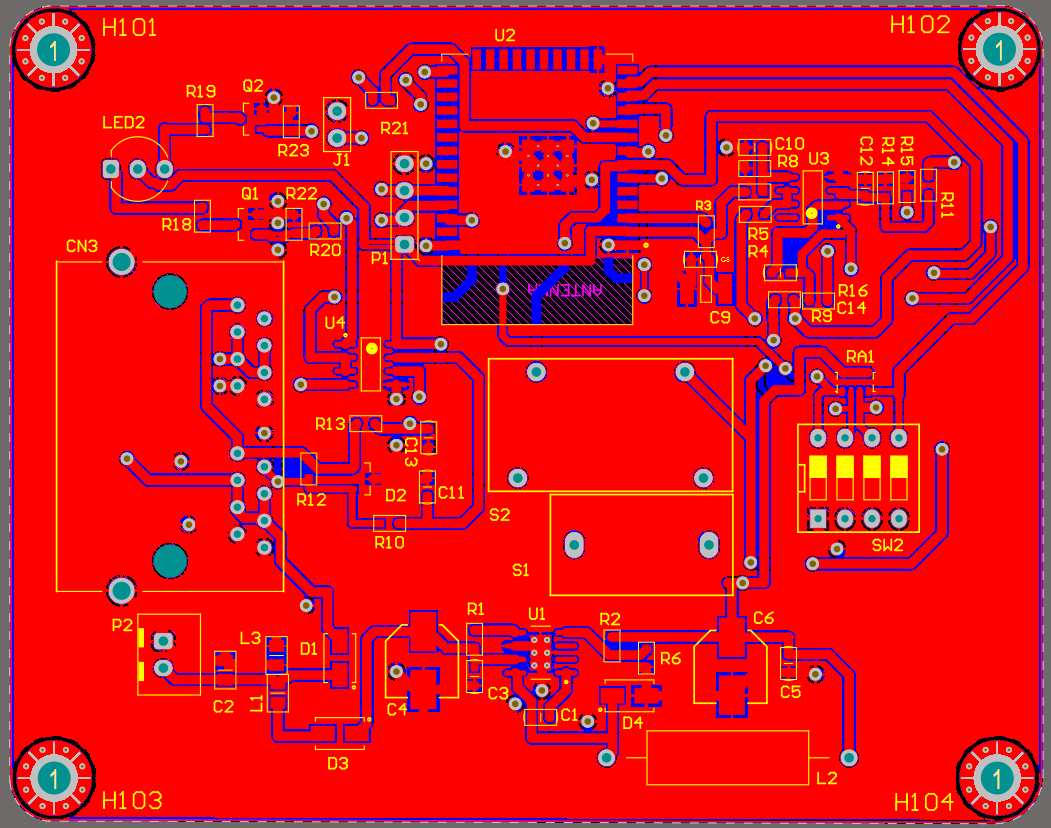 H101
H102
1
1
U2
Q2
R19
LED2
R21
R23
J1
C10
R8
U3
C12
R14
R15
R11
Q1
R22
R18
R20
P1
R3
R5
R4
CN3
ANTENNA
R16
C14
R9
C9
U4
RA1
R13
C13
D2
C11
R12
R10
S2
SW2
S1
P2
L3
D1
R1
U1
R2
C6
R6
C2
L1
C4
C3
C1
D4
C5
D3
L2
1
1
H103
H104